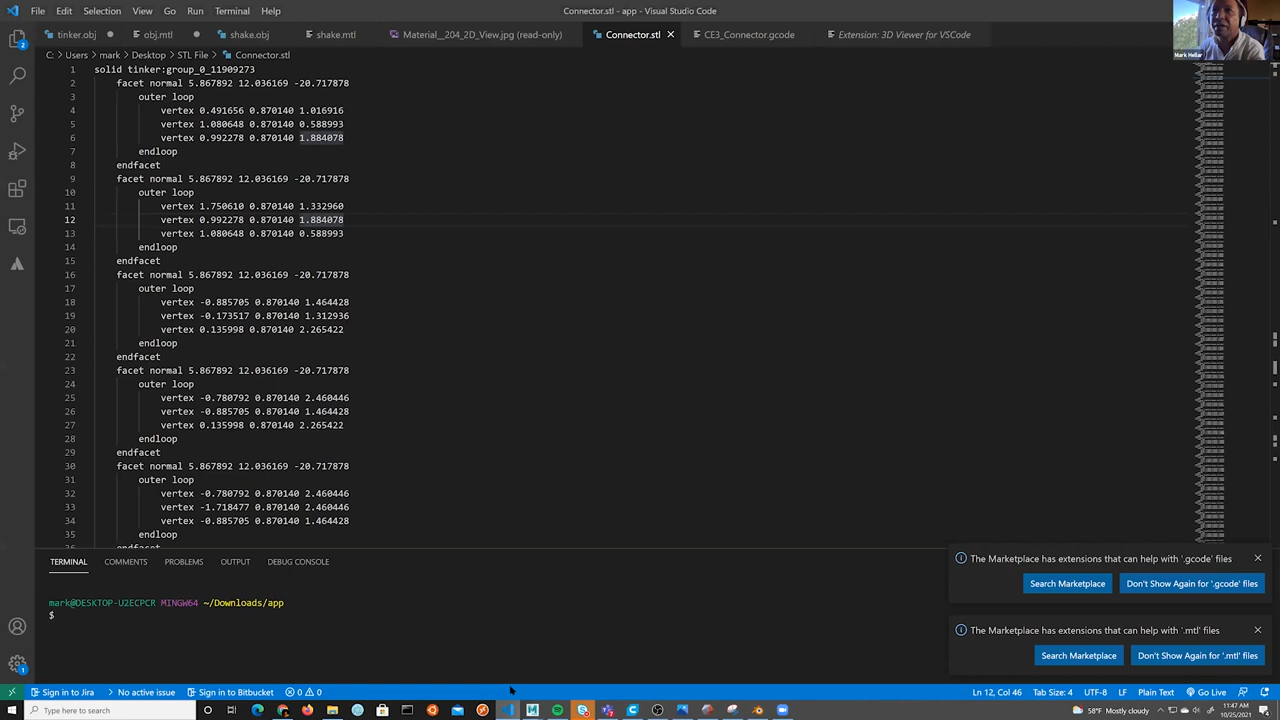 File Edit Selection View Go Run Terminal Help
Connector.stl - app - Visual Studio Code
tinker.obj
obj.mtl
shake.obj
shake.mtl
Material__204_2D_View.jpg (read-only)
Connector.stl
CE3_Connector.gcode
Extension: 3D Viewer for VSCode
Mark Hellar
C: > Users > mark > Desktop > STL File > Connector.stl
1 solid tinker:group_0_11909273
2 facet normal 5.867892 12.036169 -20.717878
3 outer loop
4 vertex 0.491656 0.870140 1.016916
5 vertex 1.080648 0.870140 0.588993
6 vertex 0.992278 0.870140 1.884078
7 endloop
8 endfacet
9 facet normal 5.867892 12.036169 -20.717878
10 outer loop
11 vertex 1.750610 0.870140 1.332960
12 vertex 0.992278 0.870140 1.884078
13 vertex 1.080648 0.870140 0.588993
14 endloop
15 endfacet
16 facet normal 5.867892 12.036169 -20.717878
17 outer loop
18 vertex -0.885705 0.870140 1.464428
19 vertex -0.173517 0.870140 1.312936
20 vertex 0.135998 0.870140 2.265422
21 endloop
22 endfacet
23 facet normal 5.867892 12.036169 -20.717878
24 outer loop
25 vertex -0.780792 0.870140 2.460446
26 vertex -0.885705 0.870140 1.464428
27 vertex 0.135998 0.870140 2.265422
28 endloop
29 endfacet
30 facet normal 5.867892 12.036169 -20.717878
31 outer loop
32 vertex -0.780792 0.870140 2.460446
33 vertex -1.718477 0.870140 2.460446
34 vertex -0.885705 0.870140 1.464428
35 endloop
36 endfacet
TERMINAL COMMENTS PROBLEMS OUTPUT DEBUG CONSOLE
mark@DESKTOP-U2ECPCR MINGW64 ~/Downloads/app
$
The Marketplace has extensions that can help with '.gcode' files
Search Marketplace Don't Show Again for '.gcode' files
The Marketplace has extensions that can help with '.mtl' files
Search Marketplace Don't Show Again for '.mtl' files
Sign in to Jira No active issue Sign in to Bitbucket 0 0
Ln 12, Col 46 Tab Size: 4 UTF-8 LF Plain Text Go Live
Type here to search
58°F Mostly cloudy
11:47 AM
10/25/2021